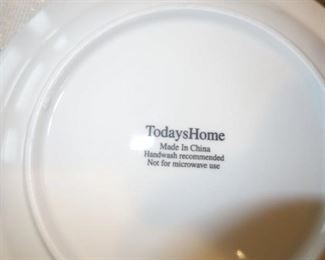 TodaysHome
Made In China
Handwash recommended
Not for microwave use